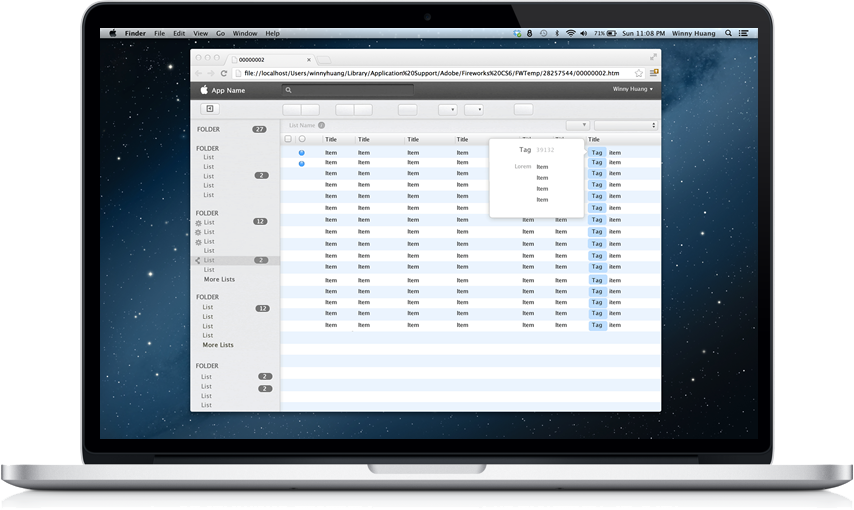 Finder File Edit View Go Window Help 71% Sun 11:08 PM Winny Huang
00000002
file://localhost/Users/winnyhuang/Library/Application%20Support/Adobe/Fireworks%20CS6/FWTemp/28257544/00000002.htm
App Name Winny Huang
List Name
FOLDER 27
Title Title Title Title Title
FOLDER
List
List
List 2
List
List
FOLDER
List 12
List
List
List
List 2
List
More Lists
FOLDER
List 12
List
List
List
More Lists
FOLDER
List 2
List 2
List
List
Item Item Item Item Tag item
Item Item Item Item Tag item
Item Item Item Item Tag item
Item Item Item Item Tag item
Item Item Item Item Tag item
Item Item Item Item Tag item
Item Item Item Item Item Item Tag item
Item Item Item Item Item Item Tag item
Item Item Item Item Item Item Tag item
Item Item Item Item Item Item Tag item
Item Item Item Item Item Item Tag item
Item Item Item Item Item Item Tag item
Item Item Item Item Item Item Tag item
Item Item Item Item Item Item Tag item
Item Item Item Item Item Item Tag item
Item Item Item Item Item Item Tag item
Tag 39132
Lorem Item
Item
Item
Item